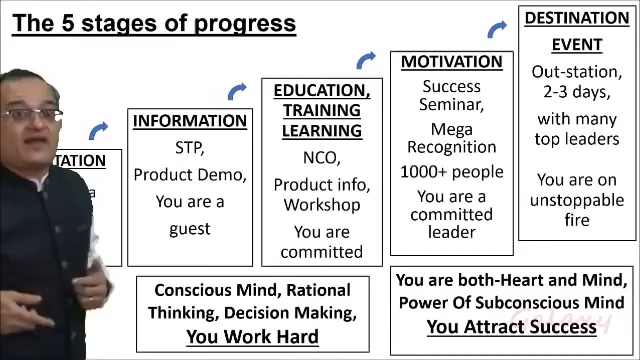 The 5 stages of progress
TATION
INFORMATION
STP,
Product Demo,
You are a
guest
EDUCATION,
TRAINING
LEARNING
NCO,
Product info,
Workshop
You are
committed
MOTIVATION
Success
Seminar,
Mega
Recognition
1000+ people
You are a
committed
leader
DESTINATION
EVENT
Out-station,
2-3 days,
with many
top leaders
You are on
unstoppable
fire
Conscious Mind, Rational
Thinking, Decision Making,
You Work Hard
You are both-Heart and Mind,
Power Of Subconscious Mind
You Attract Success
Galaxy